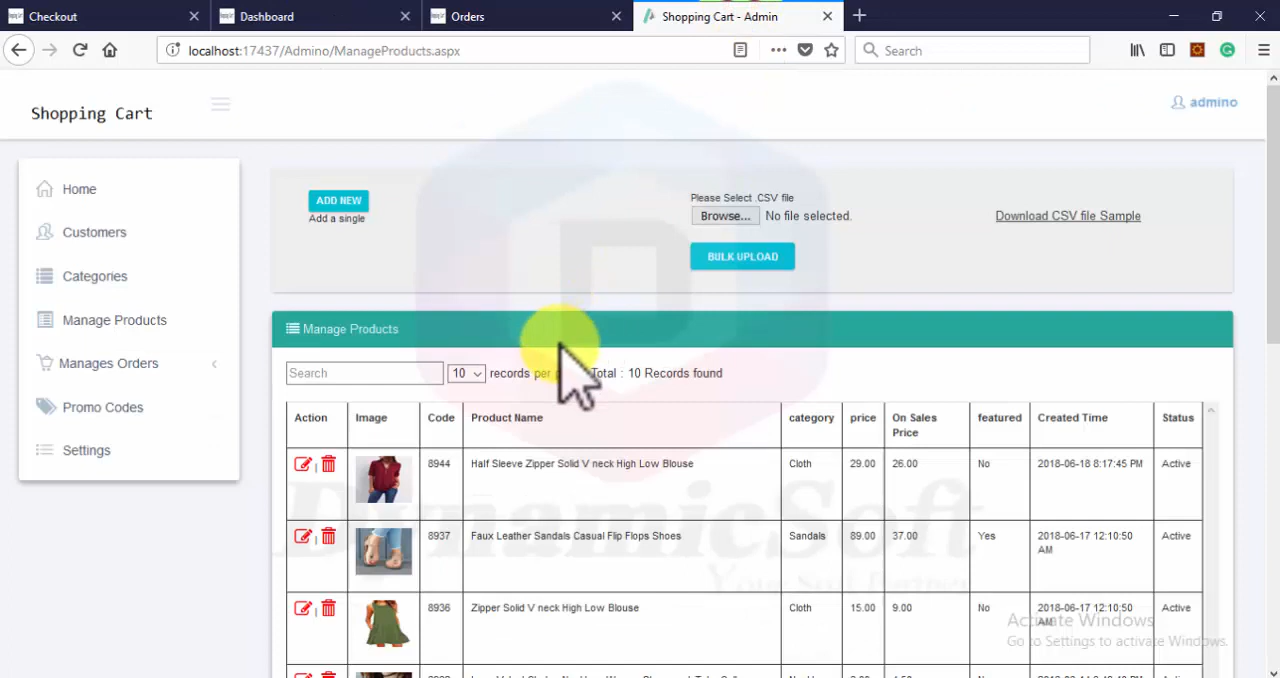 Checkout
Dashboard
Orders
Shopping Cart - Admin
localhost:17437/Admino/ManageProducts.aspx
Search
Shopping Cart
admino
Home
Customers
Categories
Manage Products
Manages Orders
Promo Codes
Settings
ADD NEW
Add a single
Please Select .CSV file
Browse... No file selected.
BULK UPLOAD
Download CSV file Sample
Manage Products
Search 10 records per Total : 10 Records found
Action Image Code Product Name category price On Sales Price featured Created Time Status
8944 Half Sleeve Zipper Solid V neck High Low Blouse Cloth 29.00 26.00 No 2018-06-18 8:17:45 PM Active
8937 Faux Leather Sandals Casual Flip Flops Shoes Sandals 89.00 37.00 Yes 2018-06-17 12:10:50 AM Active
8936 Zipper Solid V neck High Low Blouse Cloth 15.00 9.00 No 2018-06-17 12:10:50 AM Active
DynamicSoft
Your Soft Partner
Activate Windows
Go to Settings to activate Windows.